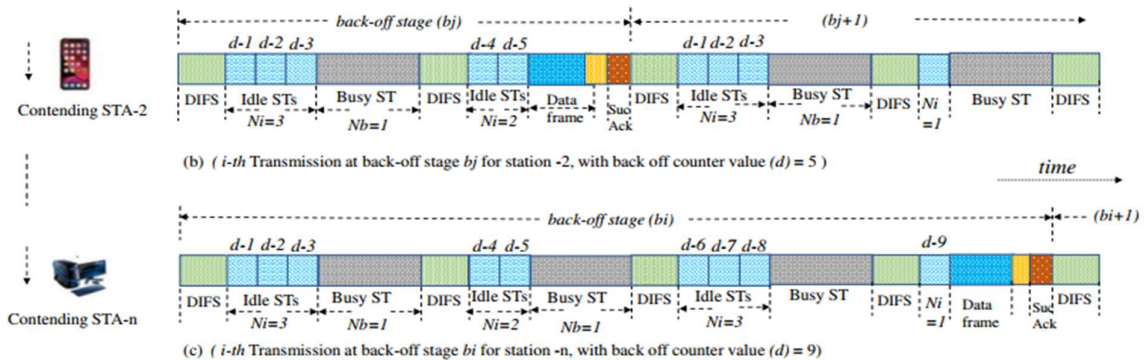 back-off stage (bj) (bj+1)
d-1 d-2 d-3 d-4 d-5 d-1 d-2 d-3
Contending STA-2
DIFS Idle STs Busy ST DIFS Idle STs Data frame Suc Ack DIFS Idle STs Busy ST DIFS Ni =1 Busy ST DIFS
Ni=3 Nb=1 Ni=2 Ni=3 Nb=1
(b) ( i-th Transmission at back-off stage bj for station -2, with back off counter value (d) = 5 )
time
back-off stage (bi) (bi+1)
d-1 d-2 d-3 d-4 d-5 d-6 d-7 d-8 d-9
Contending STA-n
DIFS Idle STs Busy ST DIFS Idle STs Busy ST DIFS Idle STs Busy ST DIFS Ni =1 Data frame Suc Ack DIFS
Ni=3 Nb=1 Ni=2 Nb=1 Ni=3
(c) ( i-th Transmission at back-off stage bi for station -n, with back off counter value (d) = 9)